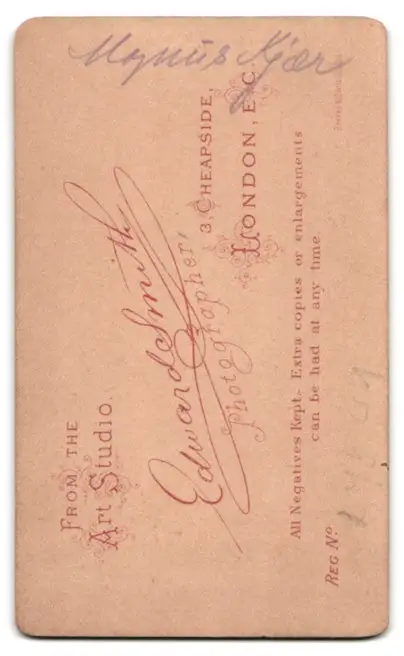 Magnus Kjær
FROM THE
Art Studio.
Edward Smith
Photographer,
3, CHEAPSIDE,
LONDON, E.C.
All Negatives Kept. Extra copies or enlargements
can be had at any time
REG Nº